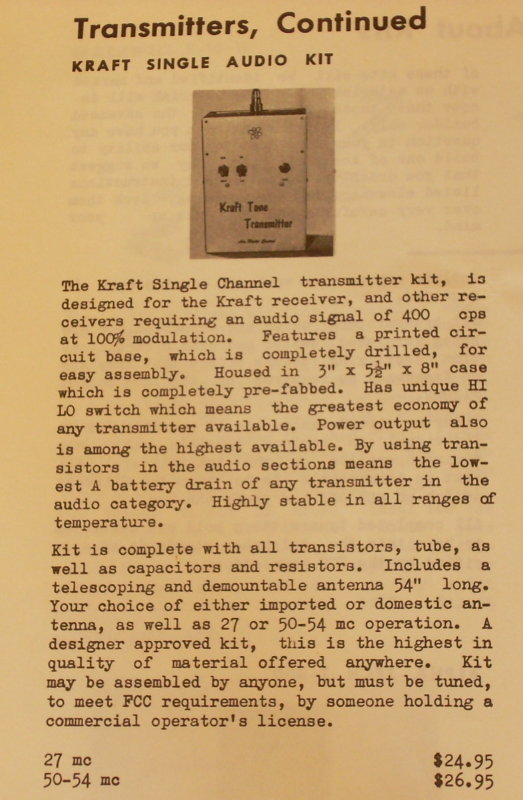 Transmitters, Continued
KRAFT SINGLE AUDIO KIT
Kraft Tone
Transmitter
The Kraft Single Channel transmitter kit, is
designed for the Kraft receiver, and other re-
ceivers requiring an audio signal of 400 cps
at 100% modulation. Features a printed cir-
cuit base, which is completely drilled, for
easy assembly. Housed in 3" x 5½" x 8" case
which is completely pre-fabbed. Has unique HI
LO switch which means the greatest economy of
any transmitter available. Power output also
is among the highest available. By using tran-
sistors in the audio sections means the low-
est A battery drain of any transmitter in the
audio category. Highly stable in all ranges of
temperature.
Kit is complete with all transistors, tube, as
well as capacitors and resistors. Includes a
telescoping and demountable antenna 54" long.
Your choice of either imported or domestic an-
tenna, as well as 27 or 50-54 mc operation. A
designer approved kit, this is the highest in
quality of material offered anywhere. Kit
may be assembled by anyone, but must be tuned,
to meet FCC requirements, by someone holding a
commercial operator's license.
27 mc $24.95
50-54 mc $26.95